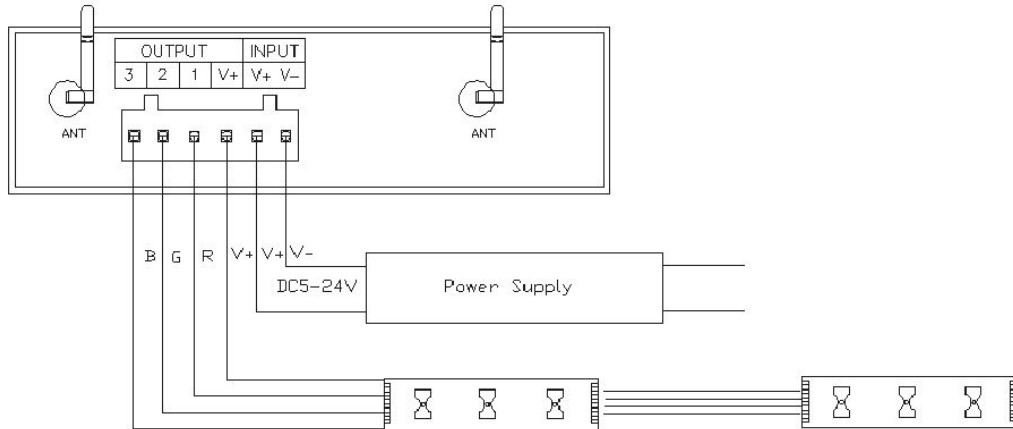 OUTPUT INPUT
3 2 1 V+ V+ V-
ANT ANT
B G R V+ V+ V-
DC5-24V Power Supply